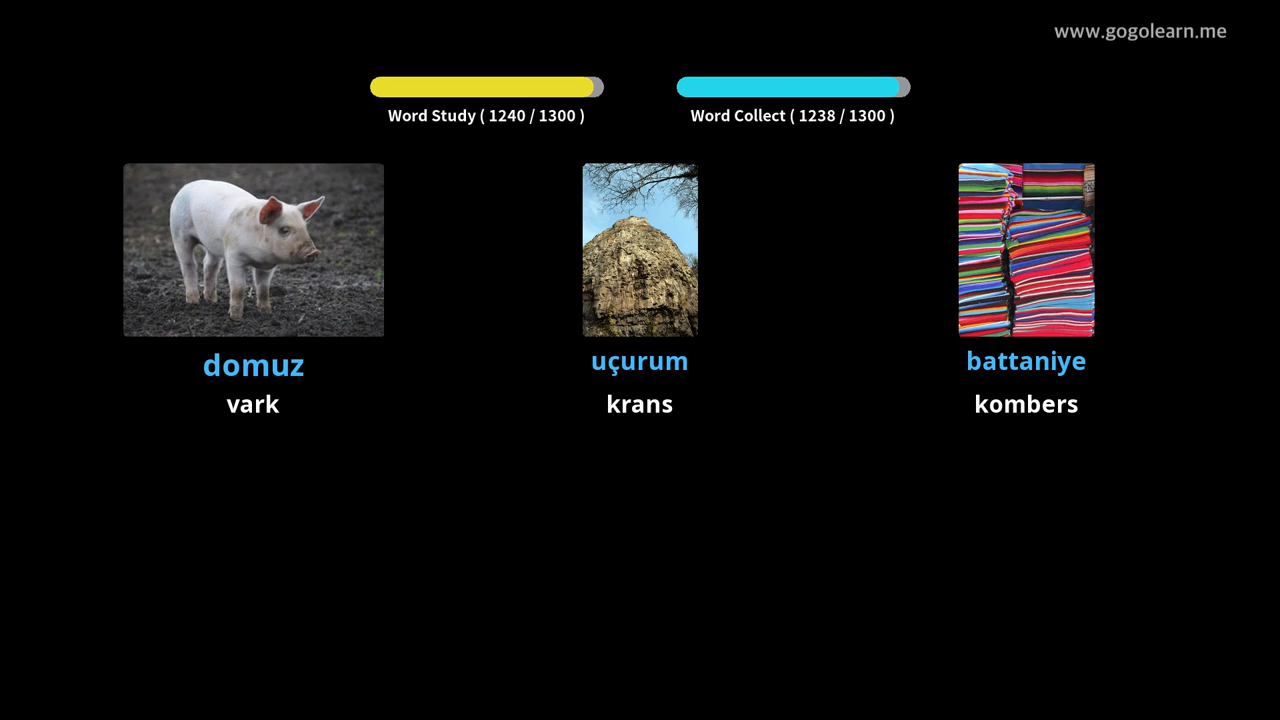 www.gogolearn.me
Word Study ( 1240 / 1300 )
Word Collect ( 1238 / 1300 )
domuz
vark
uçurum
krans
battaniye
kombers